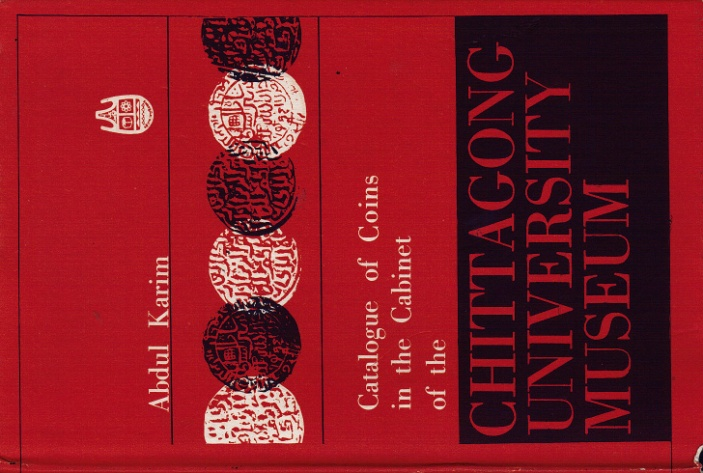 Abdul Karim
Catalogue of Coins
in the Cabinet
of the
CHITTAGONG
UNIVERSITY
MUSEUM